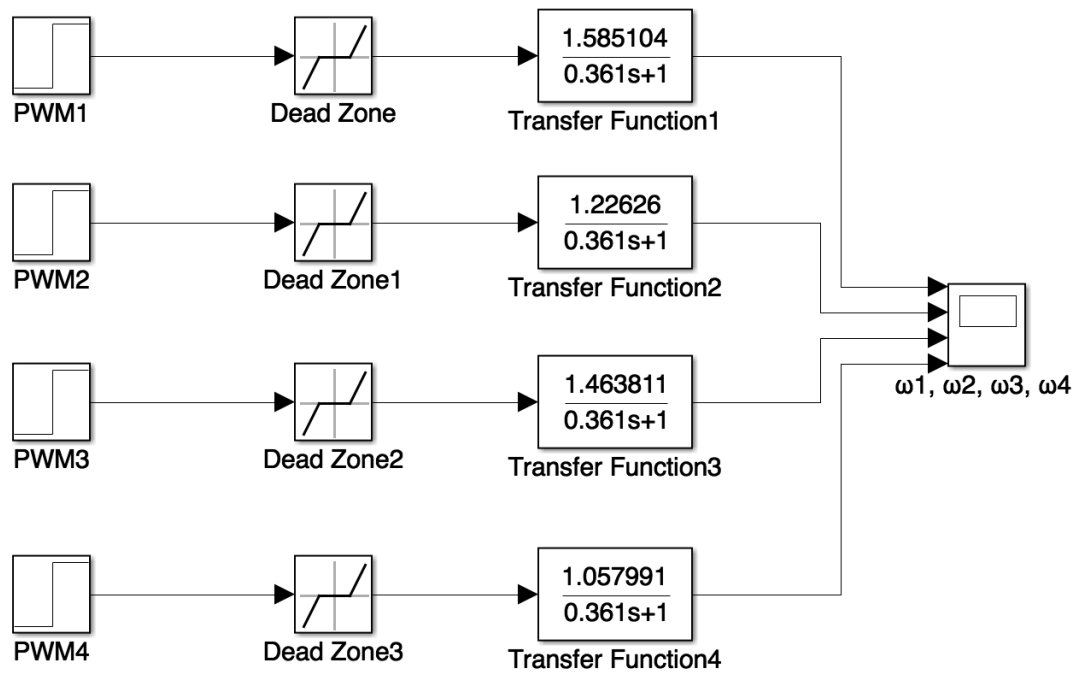 1.585104
0.361s+1
PWM1
Dead Zone
Transfer Function1
1.22626
0.361s+1
PWM2
Dead Zone1
Transfer Function2
ω1, ω2, ω3, ω4
1.463811
0.361s+1
PWM3
Dead Zone2
Transfer Function3
1.057991
0.361s+1
PWM4
Dead Zone3
Transfer Function4